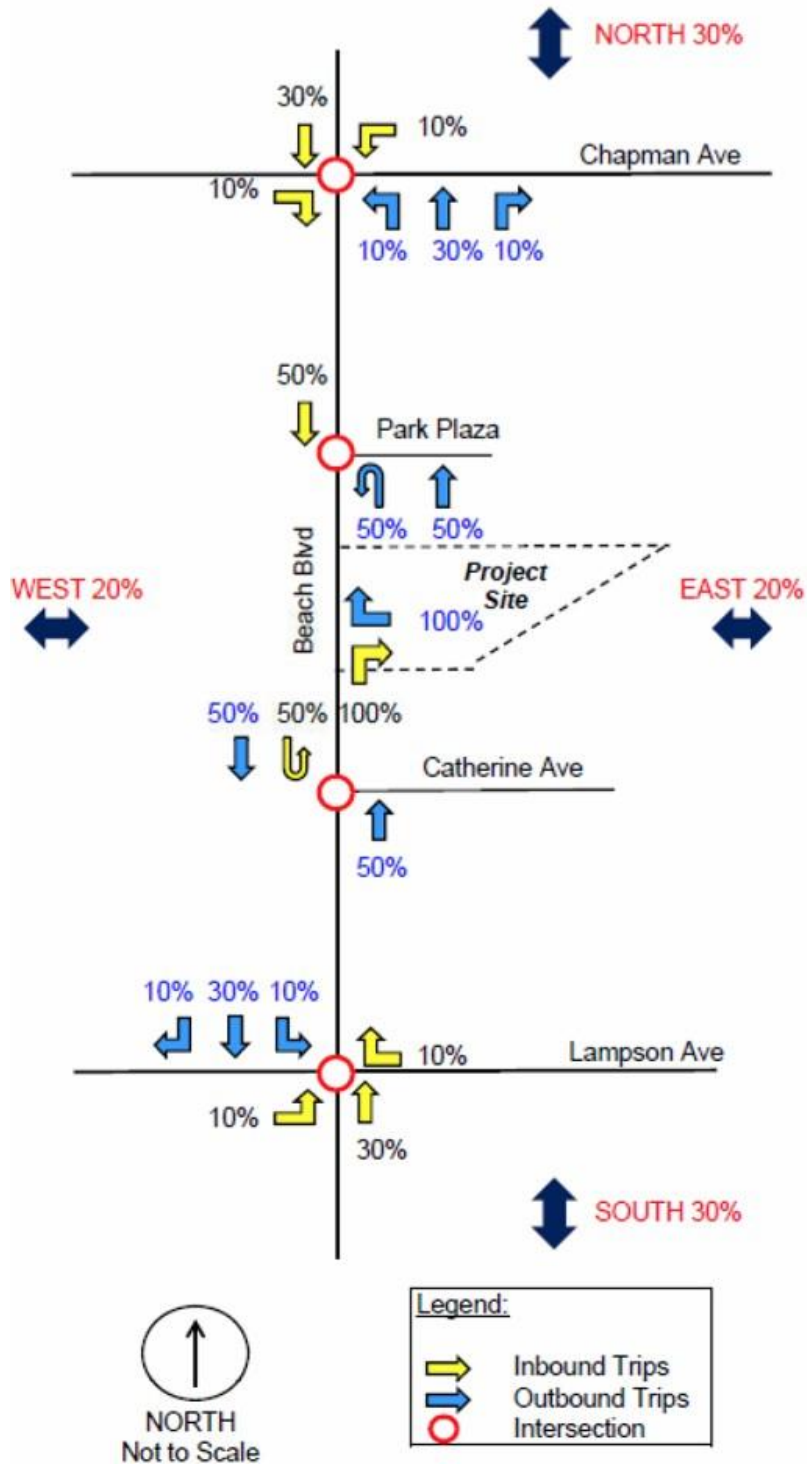 NORTH 30%
30%
10%
Chapman Ave
10%
10% 30% 10%
50%
Park Plaza
50% 50%
Beach Blvd
Project
Site
WEST 20%
EAST 20%
100%
50% 50% 100%
Catherine Ave
50%
10% 30% 10%
10%
Lampson Ave
10%
30%
SOUTH 30%
Legend:
Inbound Trips
Outbound Trips
Intersection
NORTH
Not to Scale